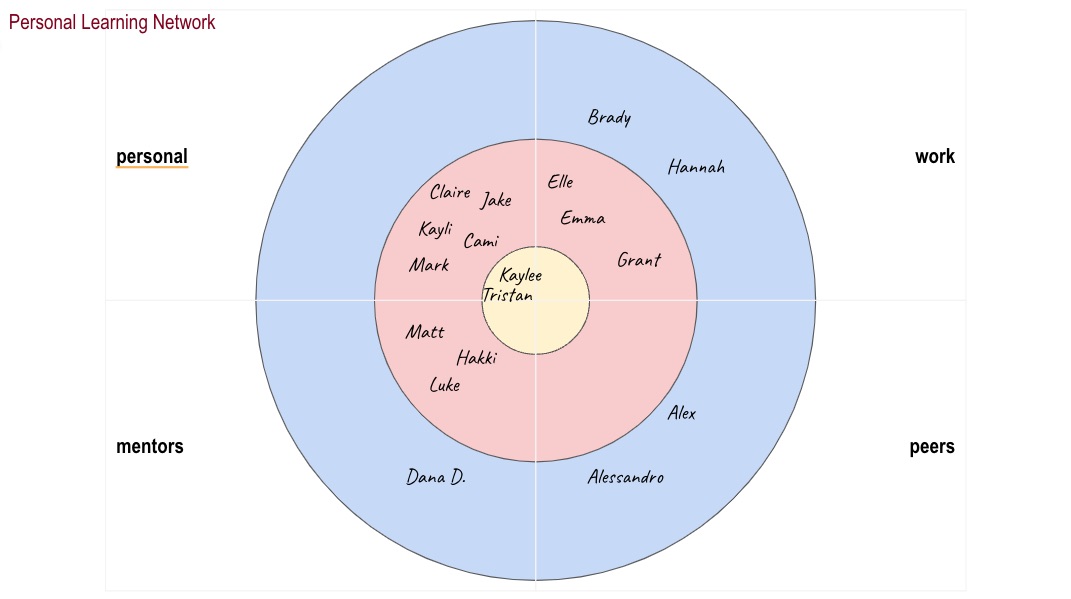 Personal Learning Network
personal
work
Brady
Hannah
Claire
Jake
Elle
Kayli
Cami
Emma
Mark
Grant
Kaylee
Tristan
Matt
Hakki
Luke
Alex
mentors
peers
Dana D.
Alessandro